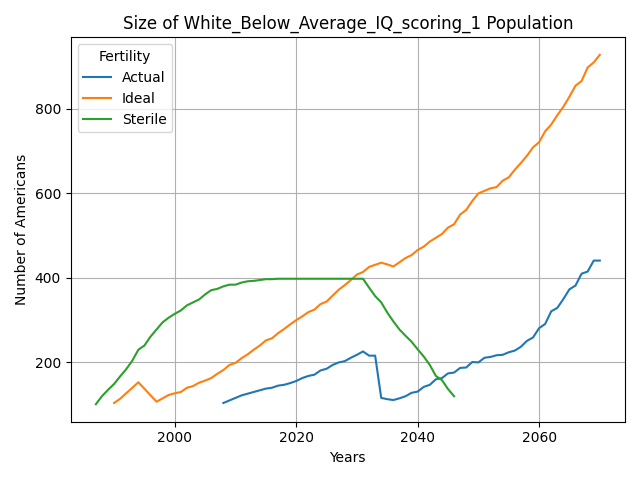 Size of White_Below_Average_IQ_scoring_1 Population
Fertility
Actual
Ideal
Sterile
Number of Americans
800
600
400
200
2000
2020
2040
2060
Years